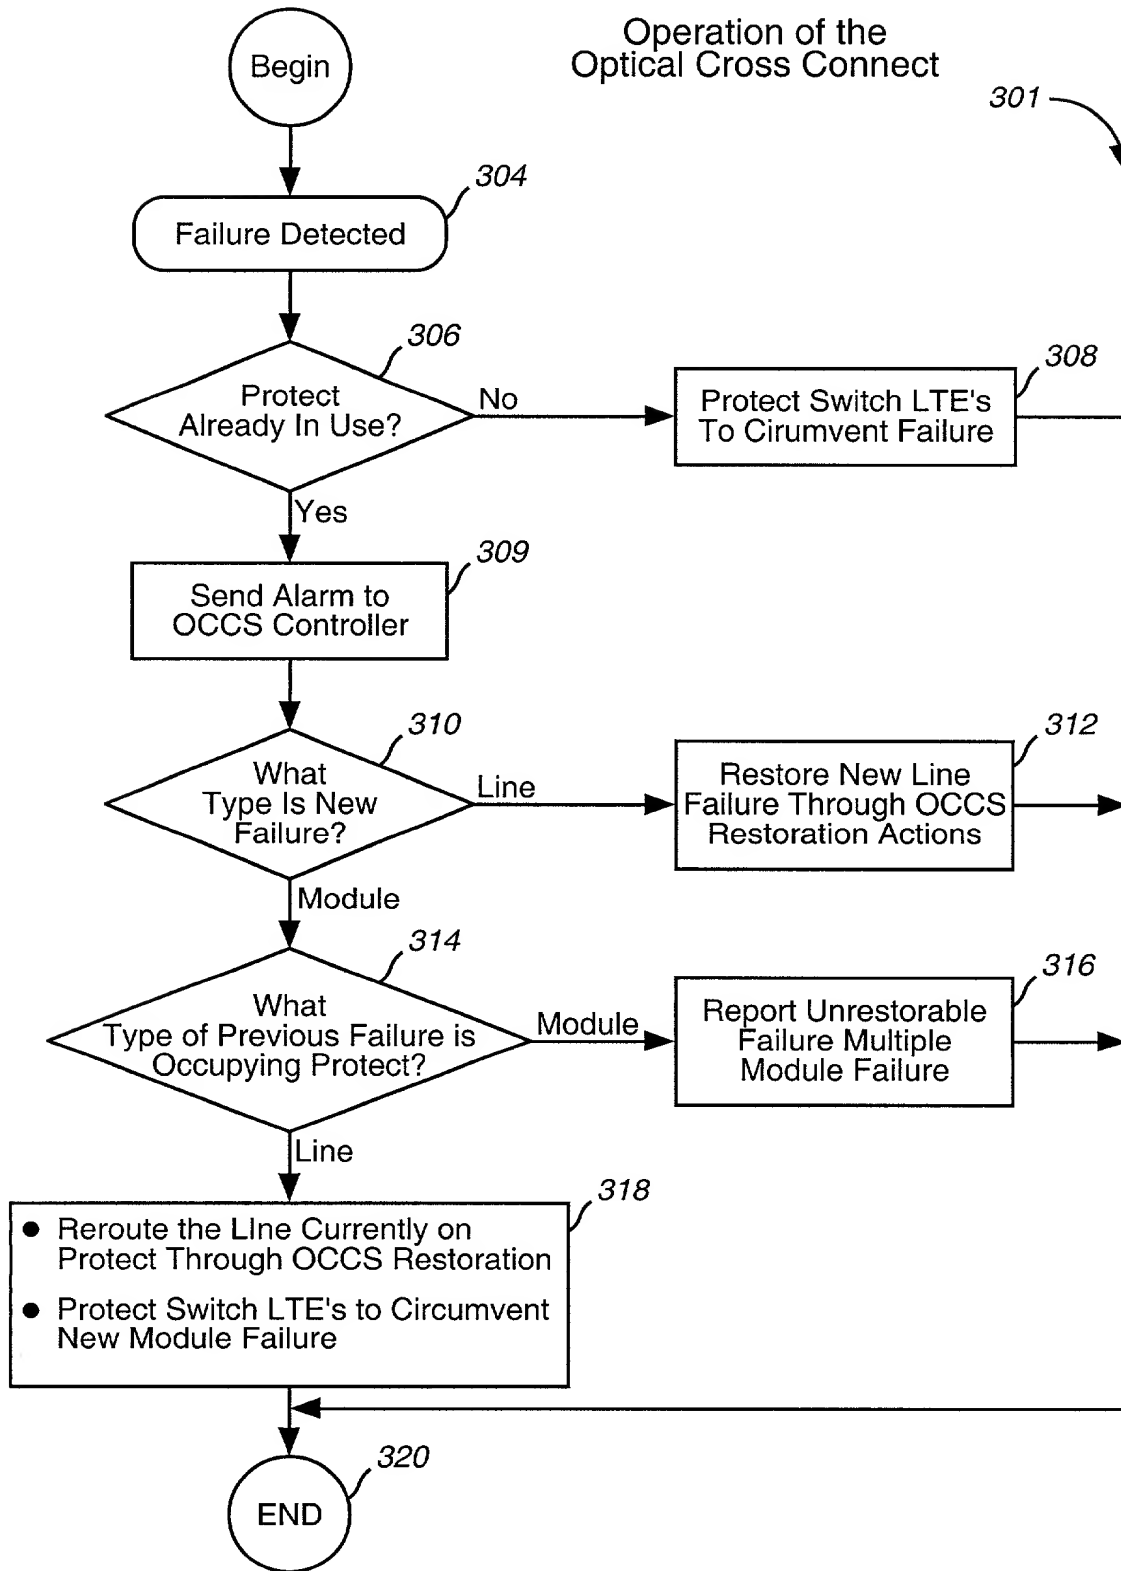 Operation of the
Optical Cross Connect
Begin
301
304
Failure Detected
306
Protect
Already In Use?
No
308
Protect Switch LTE's
To Cirumvent Failure
Yes
309
Send Alarm to
OCCS Controller
310
What
Type Is New
Failure?
Line
312
Restore New Line
Failure Through OCCS
Restoration Actions
Module
314
What
Type of Previous Failure is
Occupying Protect?
Module
316
Report Unrestorable
Failure Multiple
Module Failure
Line
318
● Reroute the LIne Currently on
Protect Through OCCS Restoration
● Protect Switch LTE's to Circumvent
New Module Failure
320
END